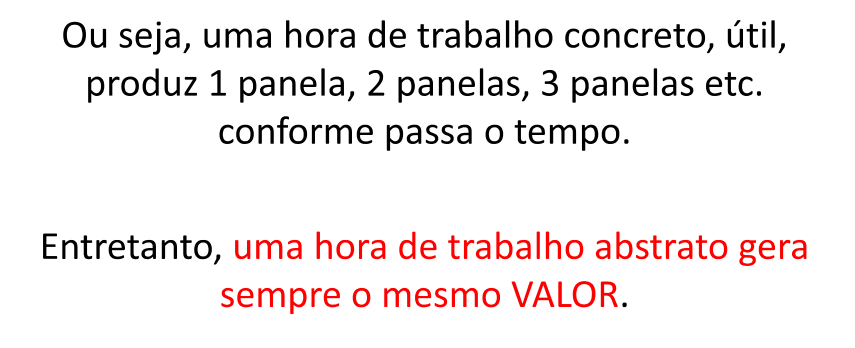 Ou seja, uma hora de trabalho concreto, útil,
produz 1 panela, 2 panelas, 3 panelas etc.
conforme passa o tempo.
Entretanto, uma hora de trabalho abstrato gera
sempre o mesmo VALOR.